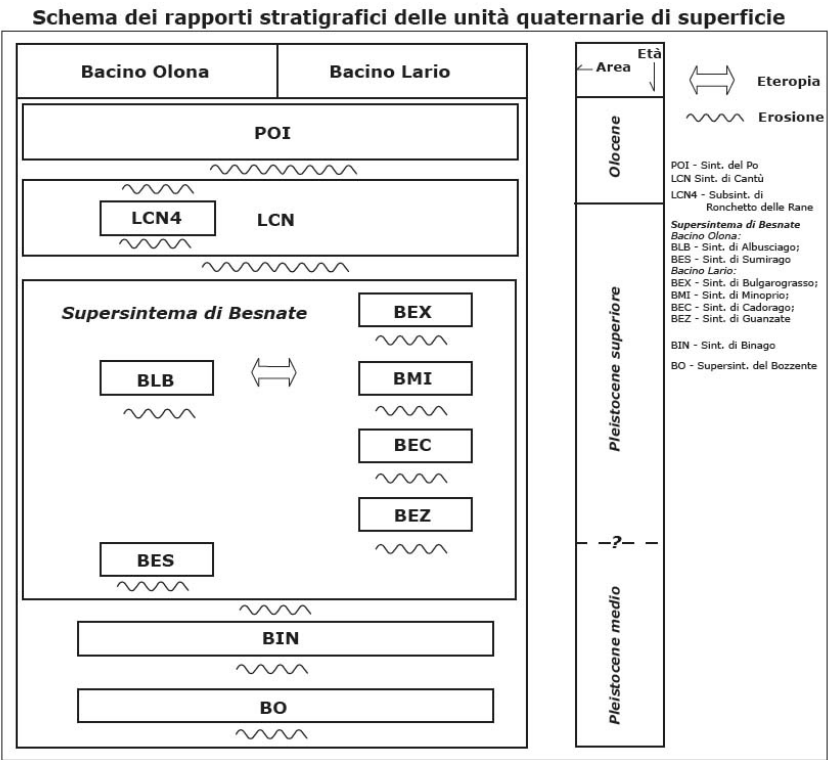 Schema dei rapporti stratigrafici delle unità quaternarie di superficie
Bacino Olona
Bacino Lario
POI
LCN4
LCN
Supersintema di Besnate
BEX
BLB
BMI
BEC
BEZ
BES
BIN
BO
Età
Area
Olocene
Pleistocene superiore
?
Pleistocene medio
Eteropia
Erosione
POI - Sint. del Po
LCN Sint. di Cantù
LCN4 - Subsint. di
Ronchetto delle Rane
Supersintema di Besnate
Bacino Olona:
BLB - Sint. di Albusciago;
BES - Sint. di Sumirago
Bacino Lario:
BEX - Sint. di Bulgarograsso;
BMI - Sint. di Minoprio;
BEC - Sint. di Cadorago;
BEZ - Sint. di Guanzate
BIN - Sint. di Binago
BO - Supersint. del Bozzente